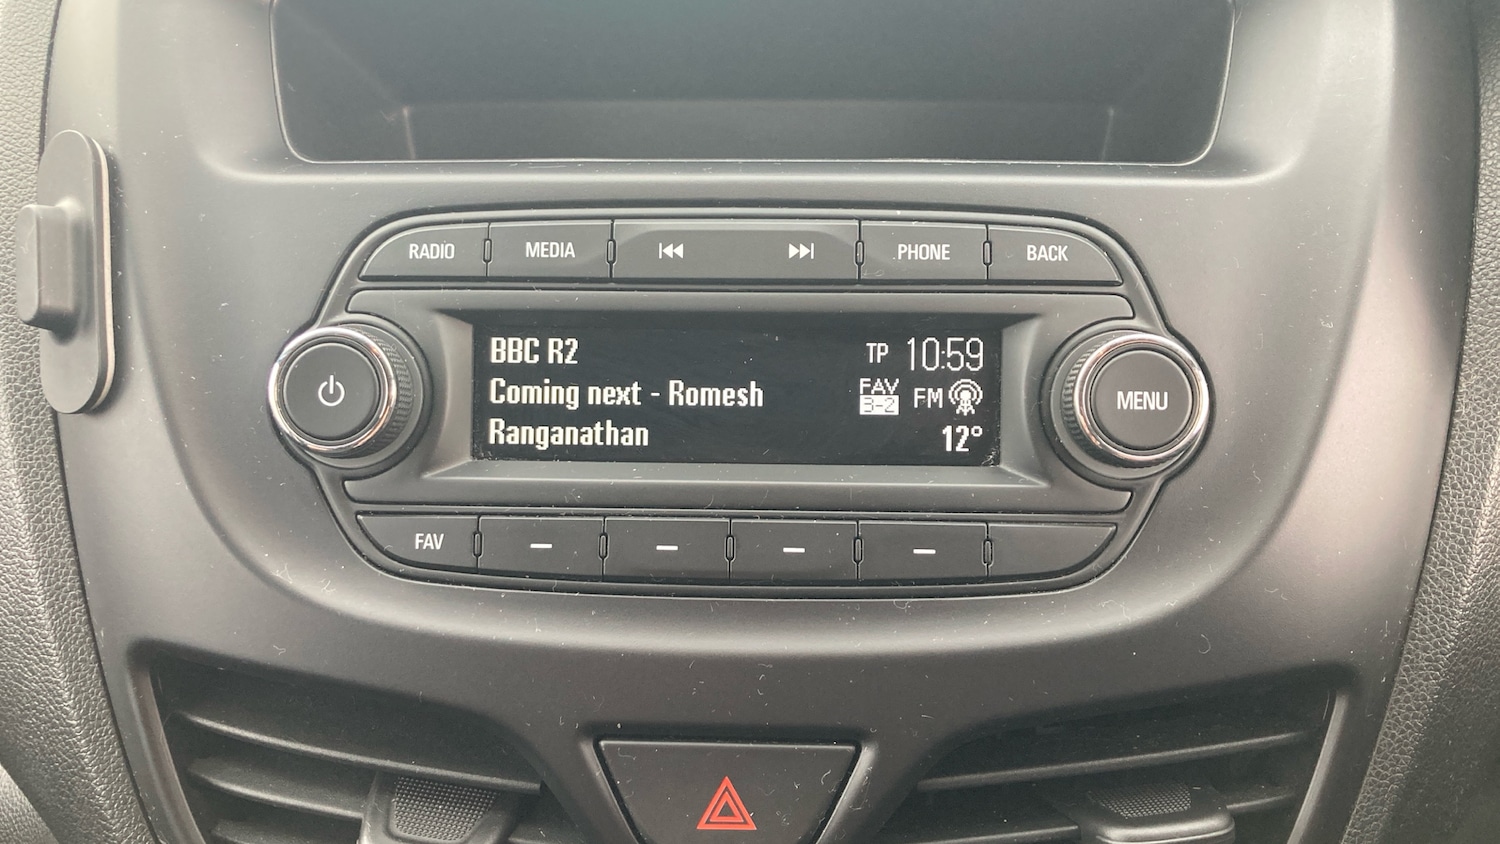 RADIO MEDIA PHONE BACK
BBC R2 TP 10:59
Coming next - Romesh FAV 3-2 FM
Ranganathan 12°
MENU
FAV